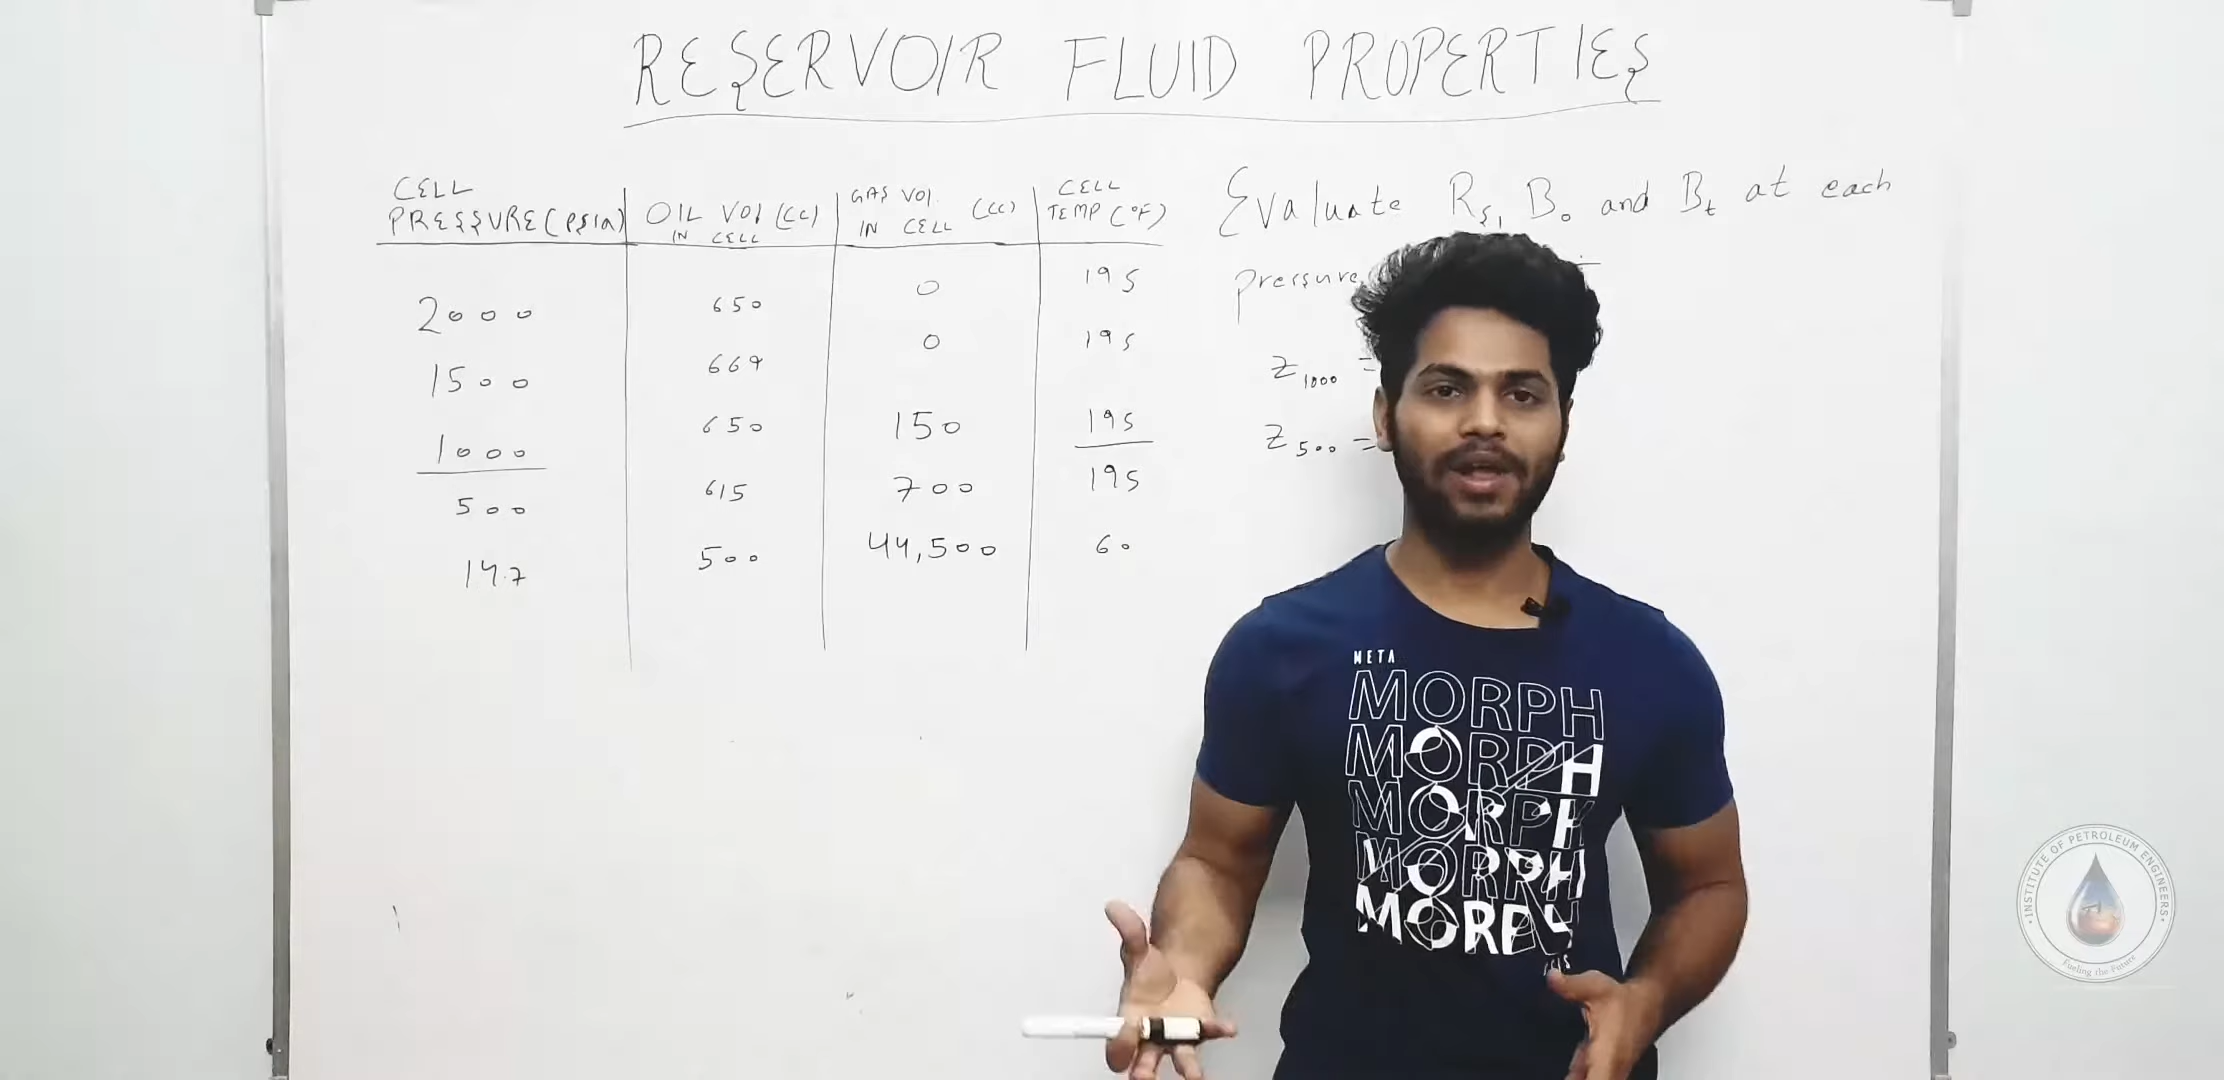 RESERVOIR FLUID PROPERTIES
CELL PRESSURE (psia)
OIL VOl (CC) IN CELL
GAS VOl. IN CELL (CC)
CELL TEMP (°F)
2000 650 0 195
1500 669 0 195
1000 650 150 195
500 615 700 195
14.7 500 44,500 60
Evaluate Rs, Bo and Bt at each
pressure
Z1000 =
Z500 =
META
MORPH
MORPH
MORPH
MORPH
MORPH
INSTITUTE OF PETROLEUM ENGINEERS
Fueling the Future